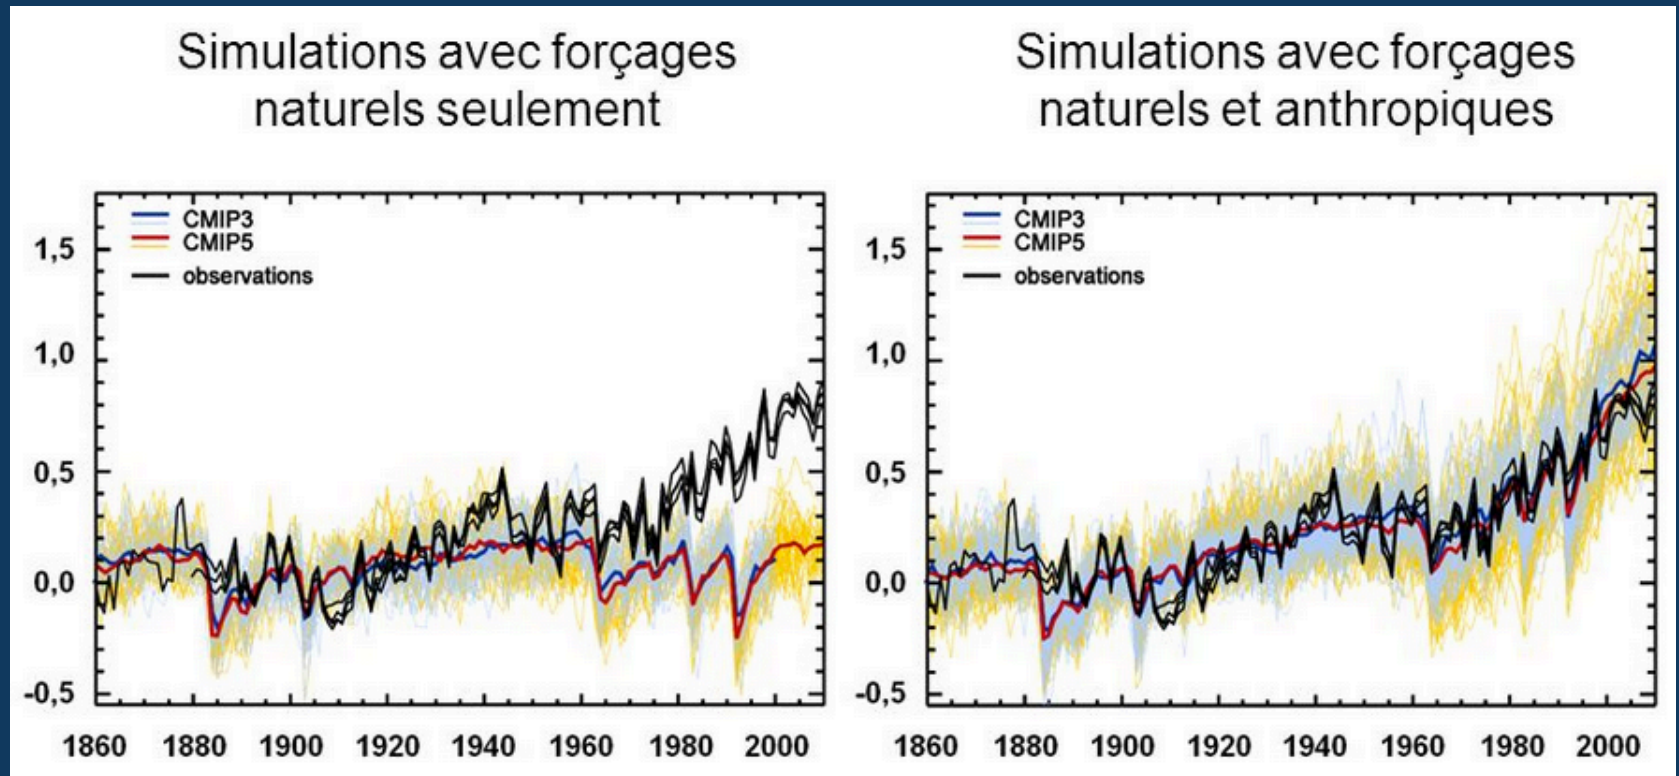 Simulations avec forçages
naturels seulement
CMIP3
CMIP5
observations
1,5
1,0
0,5
0,0
-0,5
1860 1880 1900 1920 1940 1960 1980 2000
Simulations avec forçages
naturels et anthropiques
CMIP3
CMIP5
observations
1,5
1,0
0,5
0,0
-0,5
1860 1880 1900 1920 1940 1960 1980 2000